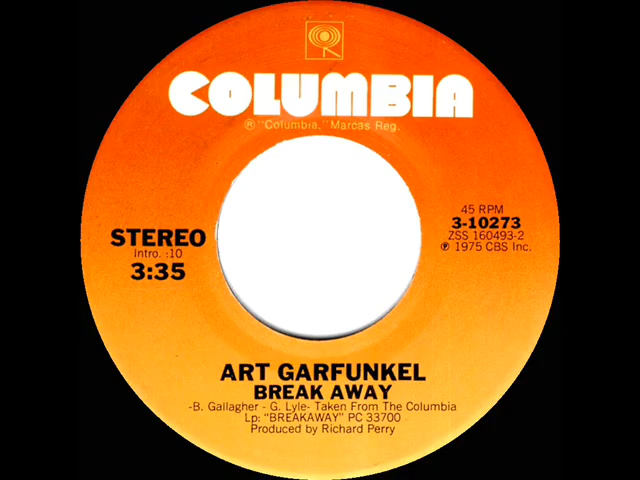 COLUMBIA
® "Columbia," Marcas Reg.
STEREO
Intro. :10
3:35
45 RPM
3-10273
ZSS 160493-2
℗ 1975 CBS Inc.
ART GARFUNKEL
BREAK AWAY
-B. Gallagher - G. Lyle- Taken From The Columbia
Lp: "BREAKAWAY" PC 33700
Produced by Richard Perry